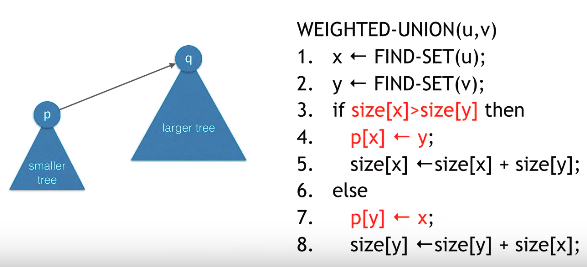 q
p
larger tree
smaller
tree
WEIGHTED-UNION(u,v)
1. x ← FIND-SET(u);
2. y ← FIND-SET(v);
3. if size[x]>size[y] then
4. p[x] ← y;
5. size[x] ←size[x] + size[y];
6. else
7. p[y] ← x;
8. size[y] ←size[y] + size[x];